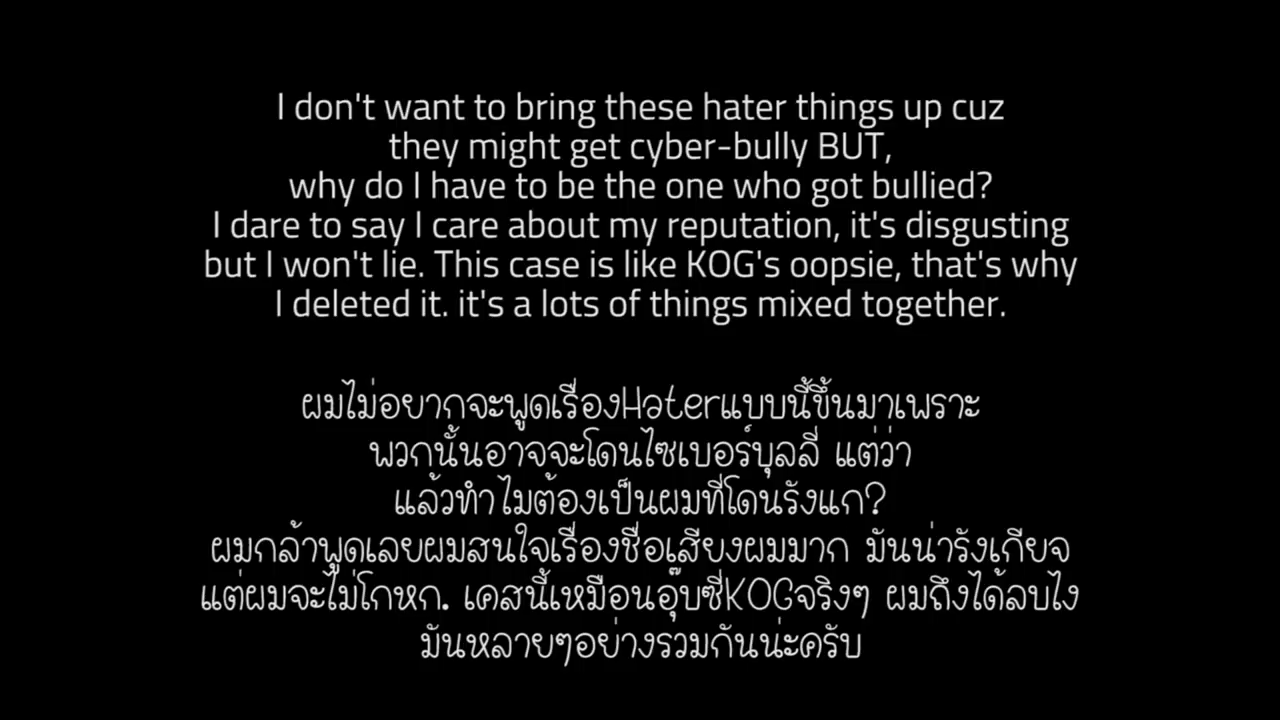 I don't want to bring these hater things up cuz
they might get cyber-bully BUT,
why do I have to be the one who got bullied?
I dare to say I care about my reputation, it's disgusting
but I won't lie. This case is like KOG's oopsie, that's why
I deleted it. it's a lots of things mixed together.
ผมไม่อยากจะพูดเรื่องHaterแบบนี้ขึ้นมาเพราะ
พวกนั้นอาจจะโดนไซเบอร์บุลลี่ แต่ว่า
แล้วทำไมต้องเป็นผมที่โดนรังแก?
ผมกล้าพูดเลยผมสนใจเรื่องชื่อเสียงผมมาก มันน่ารังเกียจ
แต่ผมจะไม่โกหก. เคสนี้เหมือนอุ๊บซี่KOGจริงๆ ผมถึงได้ลบไง
มันหลายๆอย่างรวมกันน่ะครับ